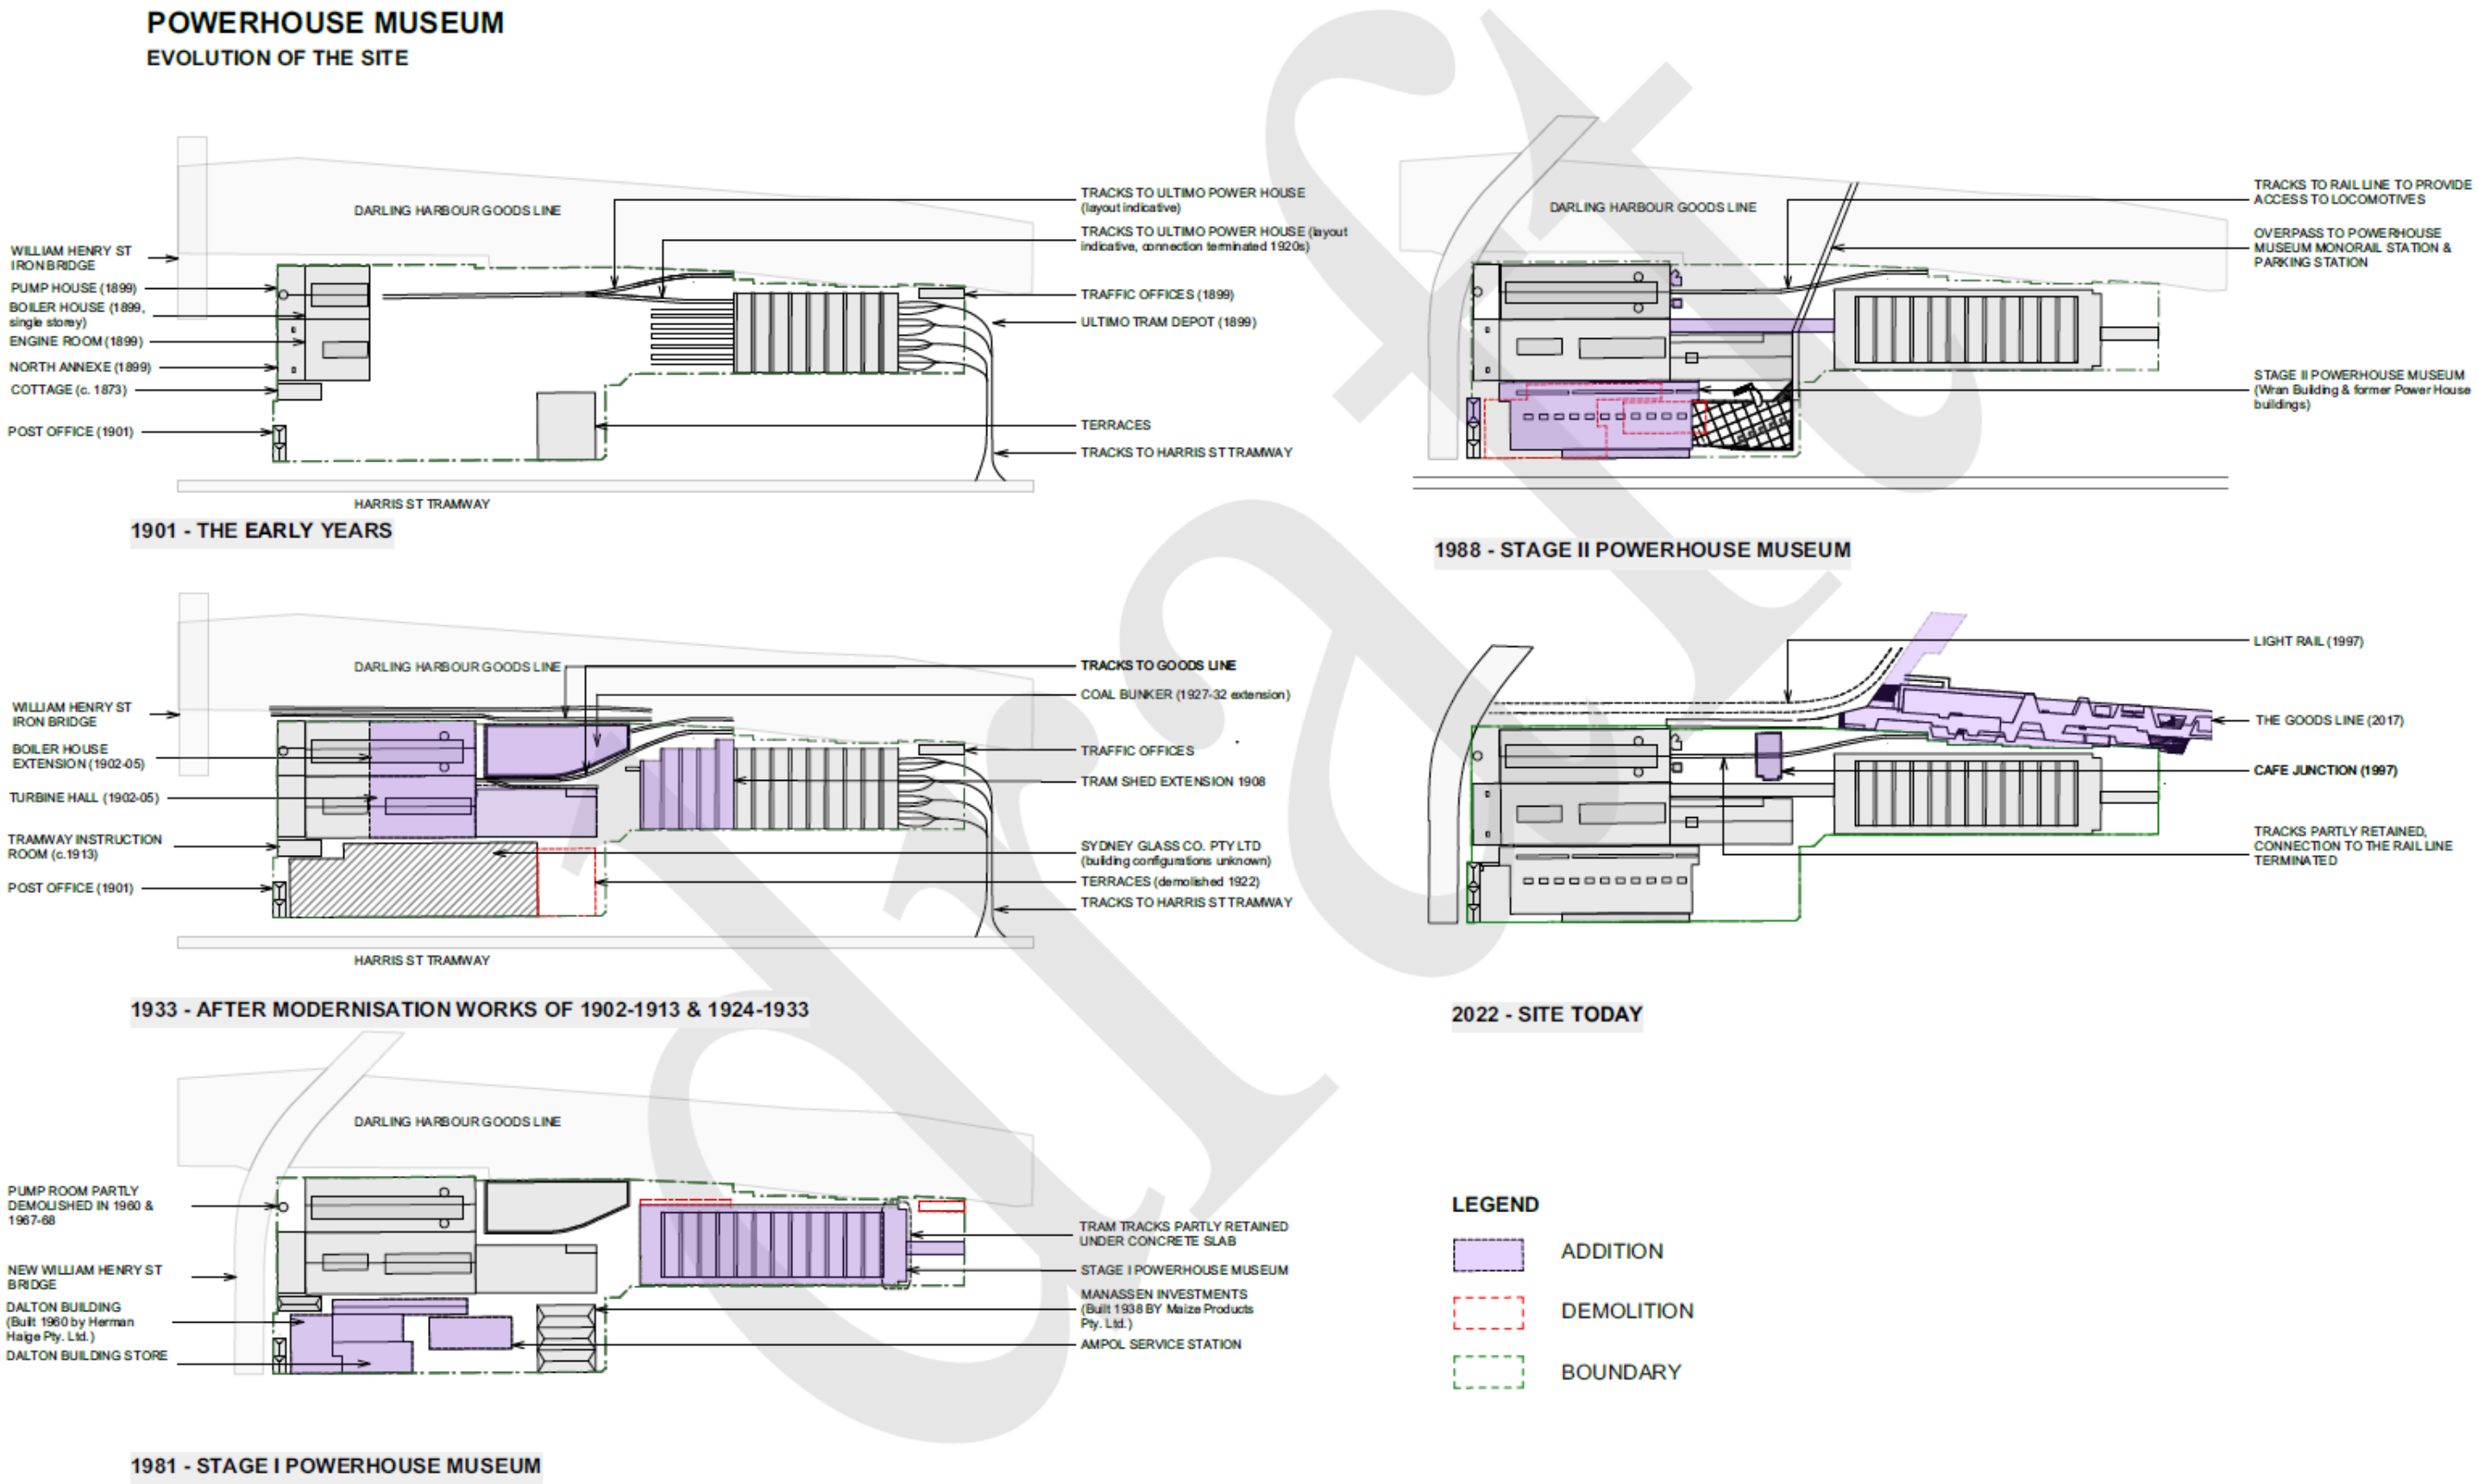 POWERHOUSE MUSEUM
EVOLUTION OF THE SITE
DARLING HARBOUR GOODS LINE
WILLIAM HENRY ST
IRON BRIDGE
PUMP HOUSE (1899)
BOILER HOUSE (1899,
single storey)
ENGINE ROOM (1899)
NORTH ANNEXE (1899)
COTTAGE (c. 1873)
POST OFFICE (1901)
TRACKS TO ULTIMO POWER HOUSE
(layout indicative)
TRACKS TO ULTIMO POWER HOUSE (layout
indicative, connection terminated 1920s)
TRAFFIC OFFICES (1899)
ULTIMO TRAM DEPOT (1899)
TERRACES
TRACKS TO HARRIS ST TRAMWAY
HARRIS ST TRAMWAY
1901 - THE EARLY YEARS
DARLING HARBOUR GOODS LINE
WILLIAM HENRY ST
IRON BRIDGE
BOILER HOUSE
EXTENSION (1902-05)
TURBINE HALL (1902-05)
TRAMWAY INSTRUCTION
ROOM (c.1913)
POST OFFICE (1901)
TRACKS TO GOODS LINE
COAL BUNKER (1927-32 extension)
TRAFFIC OFFICES
TRAM SHED EXTENSION 1908
SYDNEY GLASS CO. PTY LTD
(building configurations unknown)
TERRACES (demolished 1922)
TRACKS TO HARRIS ST TRAMWAY
HARRIS ST TRAMWAY
1933 - AFTER MODERNISATION WORKS OF 1902-1913 & 1924-1933
DARLING HARBOUR GOODS LINE
PUMP ROOM PARTLY
DEMOLISHED IN 1960 &
1967-68
NEW WILLIAM HENRY ST
BRIDGE
DALTON BUILDING
(Built 1960 by Herman
Haige Pty. Ltd.)
DALTON BUILDING STORE
TRAM TRACKS PARTLY RETAINED
UNDER CONCRETE SLAB
STAGE I POWERHOUSE MUSEUM
MANASSEN INVESTMENTS
(Built 1938 BY Maize Products
Pty. Ltd.)
AMPOL SERVICE STATION
1981 - STAGE I POWERHOUSE MUSEUM
DARLING HARBOUR GOODS LINE
TRACKS TO RAIL LINE TO PROVIDE
ACCESS TO LOCOMOTIVES
OVERPASS TO POWERHOUSE
MUSEUM MONORAIL STATION &
PARKING STATION
STAGE II POWERHOUSE MUSEUM
(Wran Building & former Power House
buildings)
1988 - STAGE II POWERHOUSE MUSEUM
LIGHT RAIL (1997)
THE GOODS LINE (2017)
CAFE JUNCTION (1997)
TRACKS PARTLY RETAINED,
CONNECTION TO THE RAIL LINE
TERMINATED
2022 - SITE TODAY
LEGEND
ADDITION
DEMOLITION
BOUNDARY
draft